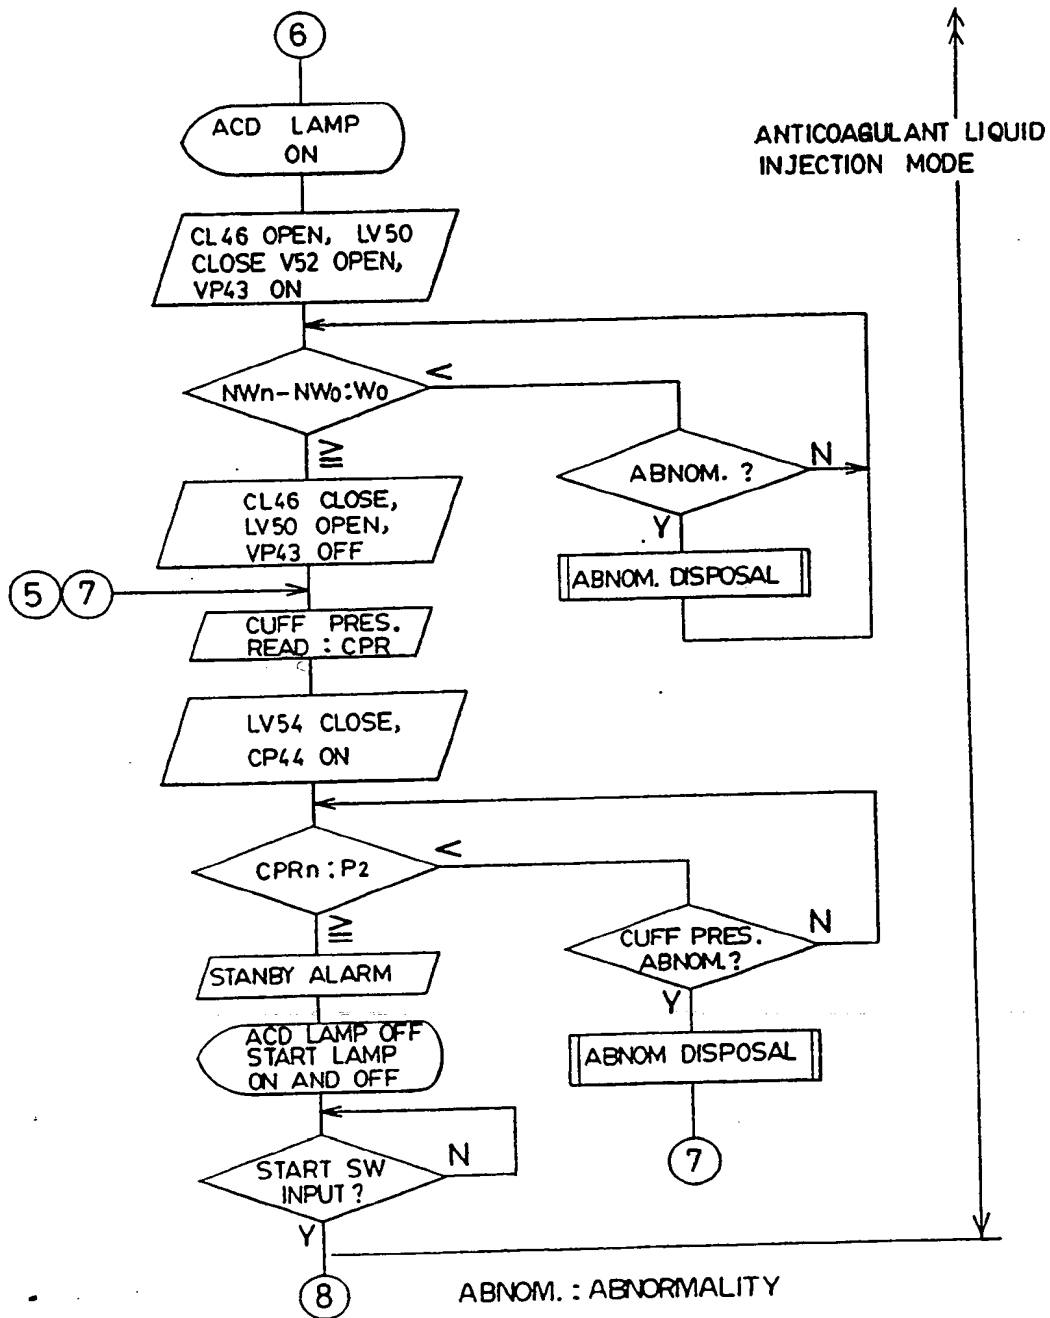 6
ACD LAMP
ON
ANTICOAGULANT LIQUID
INJECTION MODE
CL46 OPEN, LV50
CLOSE V52 OPEN,
VP43 ON
NWn-NW0:W0
<
≧
ABNOM. ?
N
Y
CL46 CLOSE,
LV50 OPEN,
VP43 OFF
ABNOM. DISPOSAL
5 7
CUFF PRES.
READ : CPR
LV54 CLOSE,
CP44 ON
CPRn : P2
<
≧
CUFF PRES.
ABNOM.?
N
Y
STANBY ALARM
ACD LAMP OFF
START LAMP
ON AND OFF
ABNOM DISPOSAL
7
START SW
INPUT ?
N
Y
8
ABNOM. : ABNORMALITY